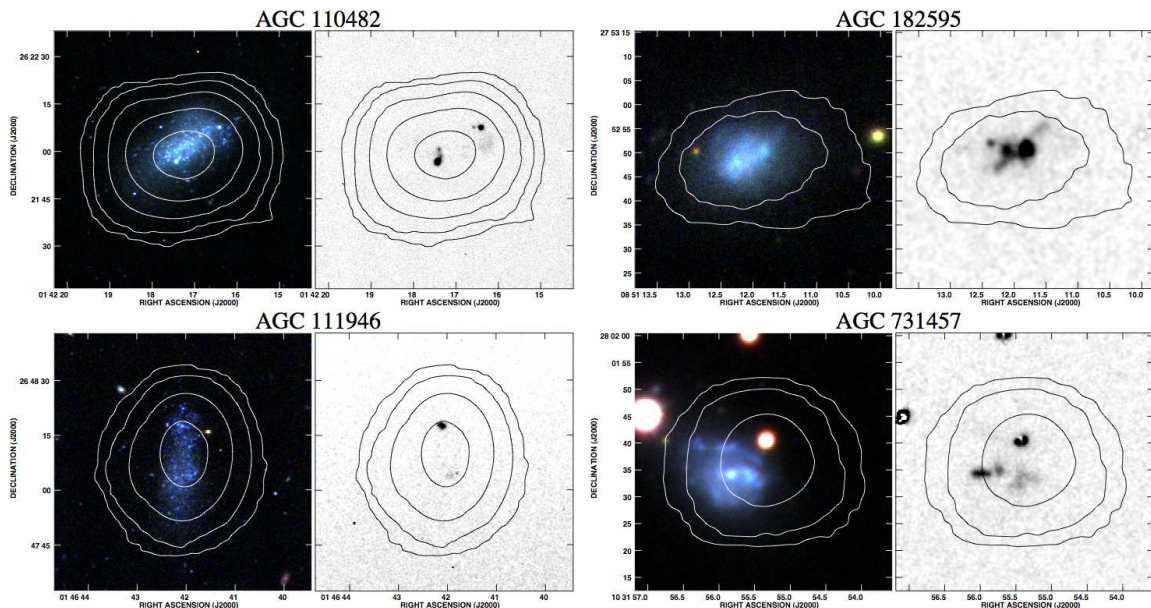 AGC 110482
DECLINATION (J2000)
26 22 30
15
00
21 45
30
01 42 20 19 18 17 16 15 14
RIGHT ASCENSION (J2000)
01 42 20 19 18 17 16 15
RIGHT ASCENSION (J2000)
AGC 182595
DECLINATION (J2000)
27 53 15
10
05
00
52 55
50
45
40
35
30
25
08 51 13.5 13.0 12.5 12.0 11.5 11.0 10.5 10.0
RIGHT ASCENSION (J2000)
13.0 12.5 12.0 11.5 11.0 10.5 10.0
RIGHT ASCENSION (J2000)
AGC 111946
DECLINATION (J2000)
26 48 30
15
00
47 45
01 46 44 43 42 41 40
RIGHT ASCENSION (J2000)
01 46 44 43 42 41 40
RIGHT ASCENSION (J2000)
AGC 731457
DECLINATION (J2000)
28 02 00
01 55
50
45
40
35
30
25
20
15
10 31 57.0 56.5 56.0 55.5 55.0 54.5 54.0
RIGHT ASCENSION (J2000)
56.5 56.0 55.5 55.0 54.5 54.0
RIGHT ASCENSION (J2000)